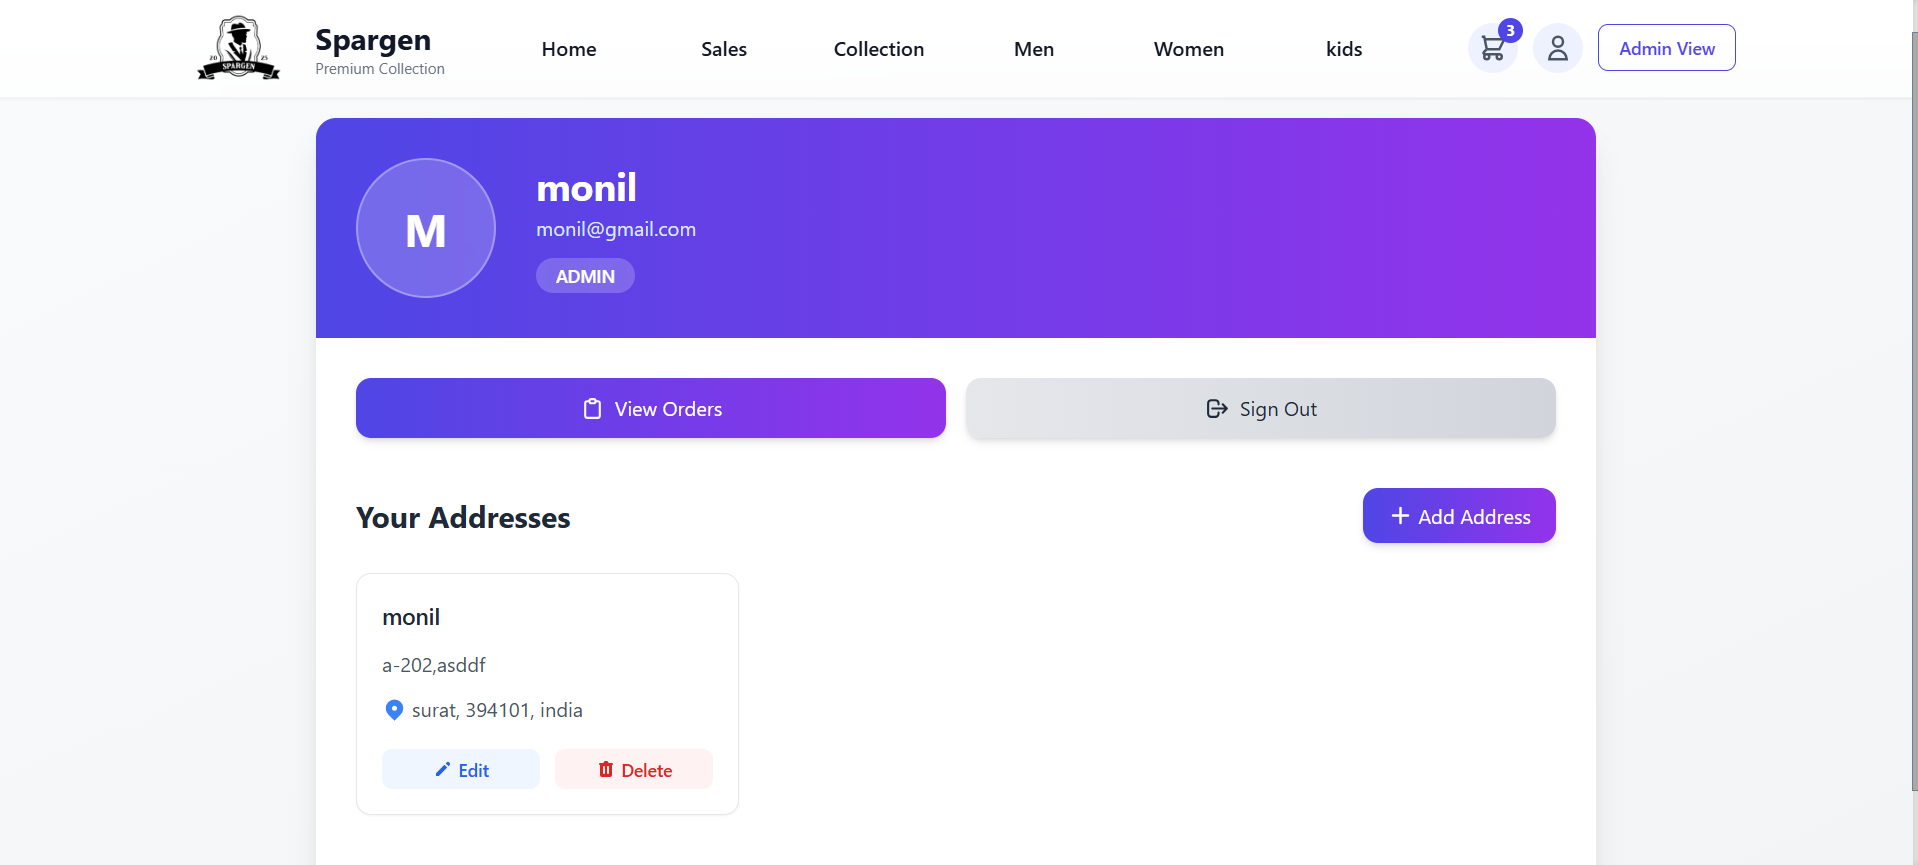 20 25
SPARGEN
Spargen
Premium Collection
Home
Sales
Collection
Men
Women
kids
3
Admin View
M
monil
monil@gmail.com
ADMIN
View Orders
Sign Out
Your Addresses
Add Address
monil
a-202,asddf
surat, 394101, india
Edit
Delete